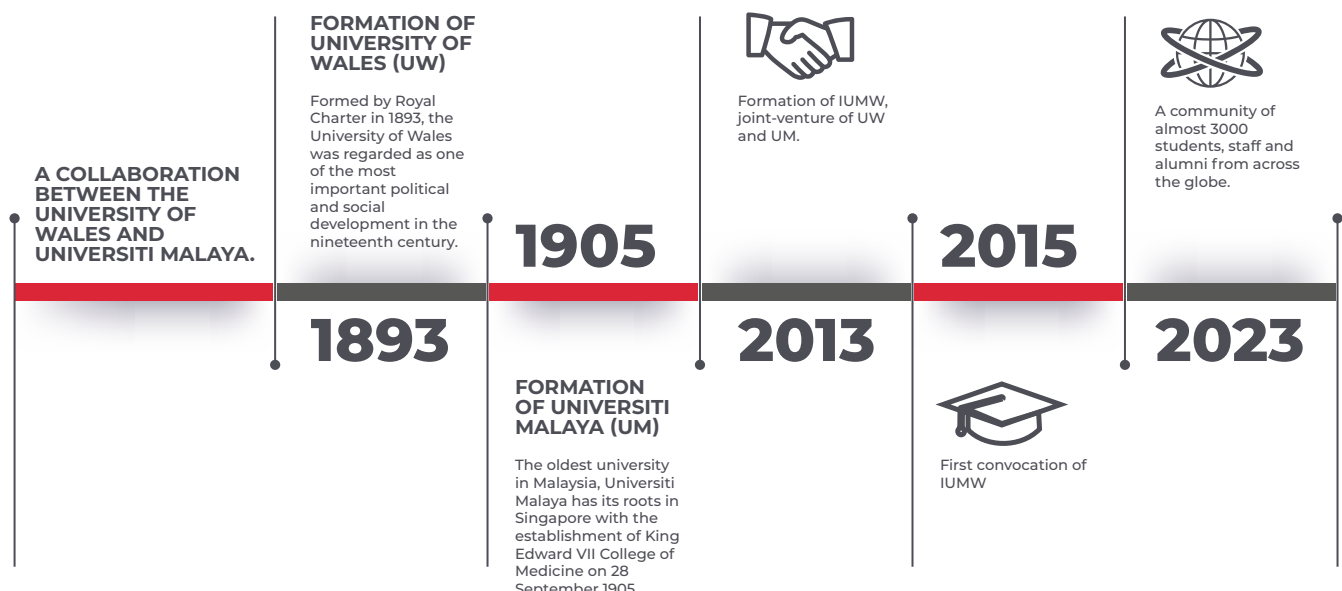 A COLLABORATION
BETWEEN THE
UNIVERSITY OF
WALES AND
UNIVERSITI MALAYA.
FORMATION OF
UNIVERSITY OF
WALES (UW)
Formed by Royal
Charter in 1893, the
University of Wales
was regarded as one
of the most
important political
and social
development in the
nineteenth century.
1893
1905
FORMATION
OF UNIVERSITI
MALAYA (UM)
The oldest university
in Malaysia, Universiti
Malaya has its roots in
Singapore with the
establishment of King
Edward VII College of
Medicine on 28
September 1905
Formation of IUMW,
joint-venture of UW
and UM.
2013
2015
First convocation of
IUMW
A community of
almost 3000
students, staff and
alumni from across
the globe.
2023